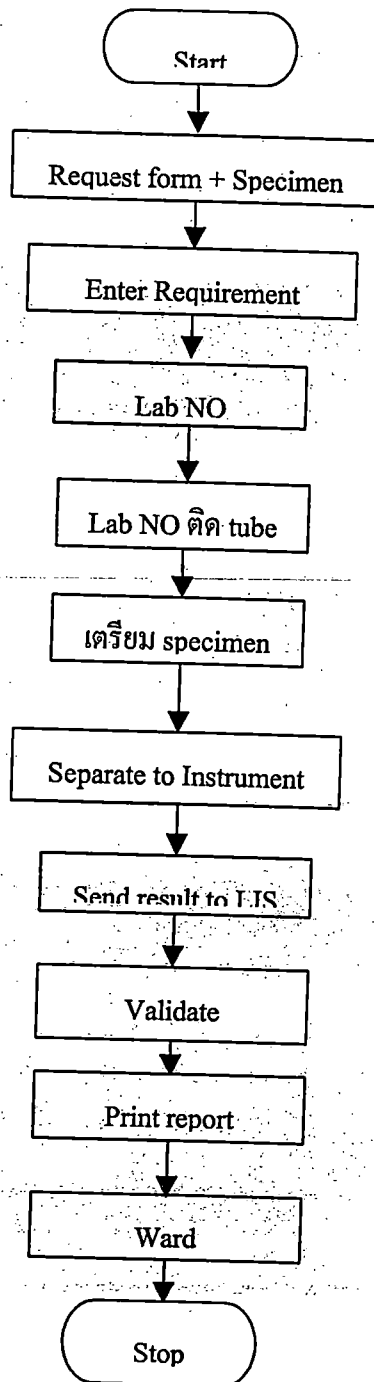 Start
Request form + Specimen
Enter Requirement
Lab NO
Lab NO ติด tube
เตรียม specimen
Separate to Instrument
Send result to LIS
Validate
Print report
Ward
Stop